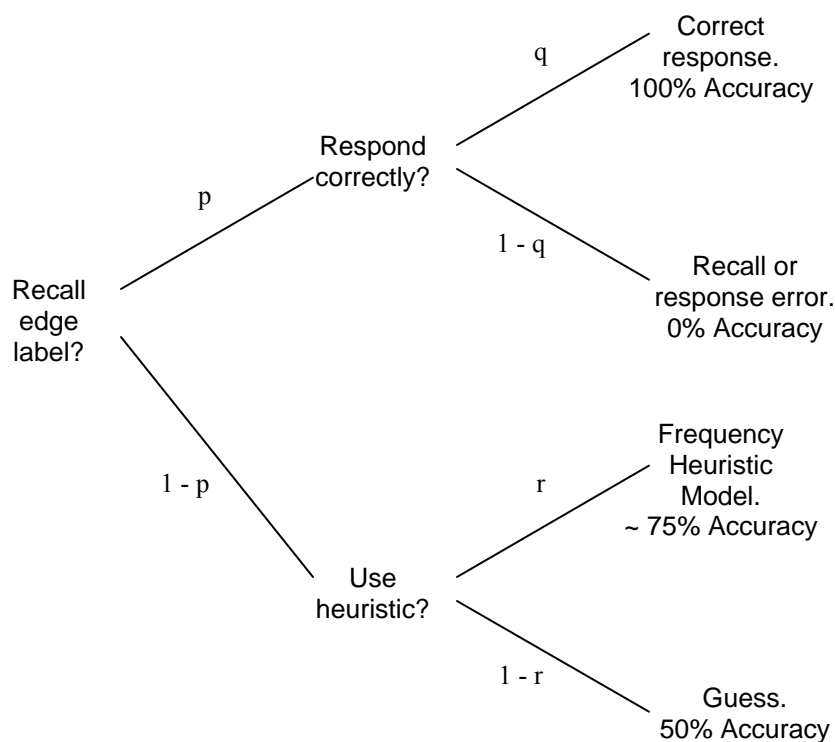 Correct
response.
100% Accuracy
q
Respond
correctly?
p
1 - q
Recall
edge
label?
Recall or
response error.
0% Accuracy
1 - p
Frequency
Heuristic
Model.
~ 75% Accuracy
r
Use
heuristic?
1 - r
Guess.
50% Accuracy